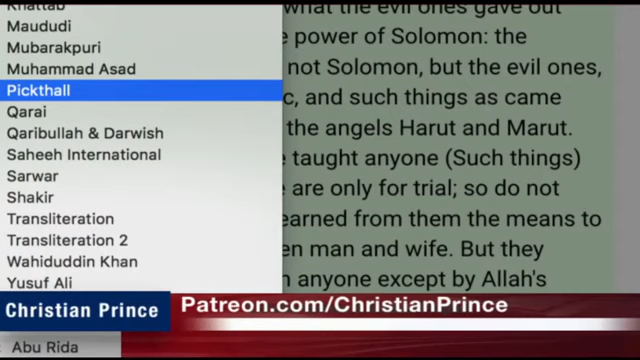 Khattab
Maududi
Mubarakpuri
Muhammad Asad
Pickthall
Qarai
Qaribullah & Darwish
Saheeh International
Sarwar
Shakir
Transliteration
Transliteration 2
Wahiduddin Khan
Yusuf Ali
what the evil ones gave out
power of Solomon: the
not Solomon, but the evil ones,
and such things as came
the angels Harut and Marut.
taught anyone (Such things)
are only for trial; so do not
earned from them the means to
man and wife. But they
anyone except by Allah's
Christian Prince
Patreon.com/ChristianPrince
Abu Rida